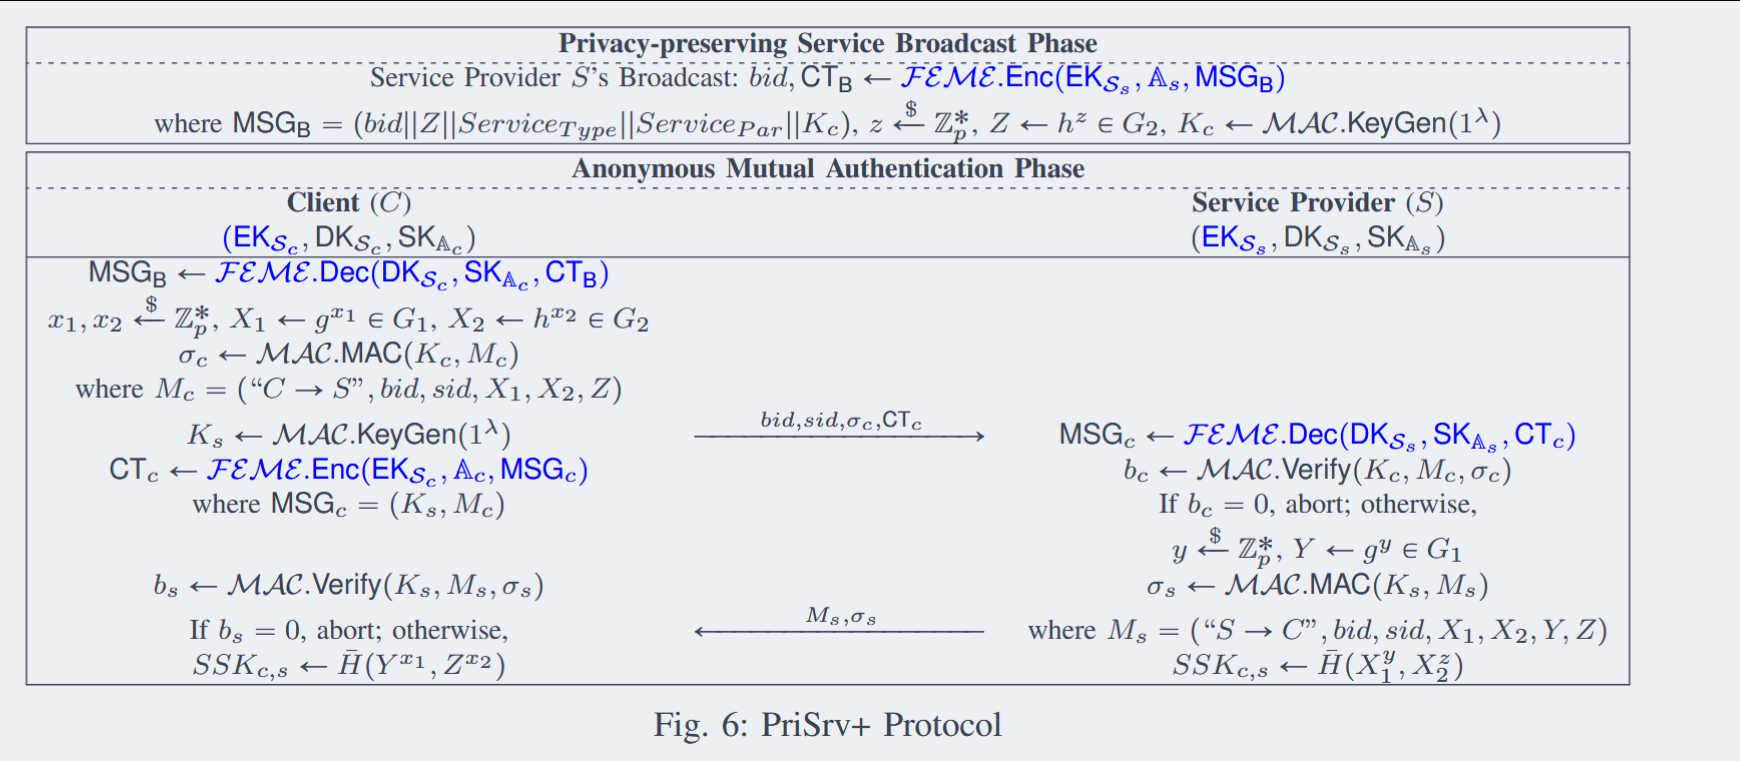 Privacy-preserving Service Broadcast Phase
Service Provider S's Broadcast: bid, CT_B ← FEME.Enc(EK_{S_s}, 𝔸_s, MSG_B)
where MSG_B = (bid||Z||Service_{Type}||Service_{Par}||K_c), z ←$ ℤ*_p, Z ← h^z ∈ G_2, K_c ← MAC.KeyGen(1^λ)
Anonymous Mutual Authentication Phase
Client (C)
(EK_{S_c}, DK_{S_c}, SK_{𝔸_c})
Service Provider (S)
(EK_{S_s}, DK_{S_s}, SK_{𝔸_s})
MSG_B ← FEME.Dec(DK_{S_c}, SK_{𝔸_c}, CT_B)
x_1, x_2 ←$ ℤ*_p, X_1 ← g^{x_1} ∈ G_1, X_2 ← h^{x_2} ∈ G_2
σ_c ← MAC.MAC(K_c, M_c)
where M_c = ("C → S", bid, sid, X_1, X_2, Z)
K_s ← MAC.KeyGen(1^λ)
CT_c ← FEME.Enc(EK_{S_c}, 𝔸_c, MSG_c)
where MSG_c = (K_s, M_c)
bid,sid,σ_c,CT_c
MSG_c ← FEME.Dec(DK_{S_s}, SK_{𝔸_s}, CT_c)
b_c ← MAC.Verify(K_c, M_c, σ_c)
If b_c = 0, abort; otherwise,
y ←$ ℤ*_p, Y ← g^y ∈ G_1
σ_s ← MAC.MAC(K_s, M_s)
where M_s = ("S → C", bid, sid, X_1, X_2, Y, Z)
SSK_{c,s} ← H̄(X_1^y, X_2^z)
M_s,σ_s
b_s ← MAC.Verify(K_s, M_s, σ_s)
If b_s = 0, abort; otherwise,
SSK_{c,s} ← H̄(Y^{x_1}, Z^{x_2})
Fig. 6: PriSrv+ Protocol